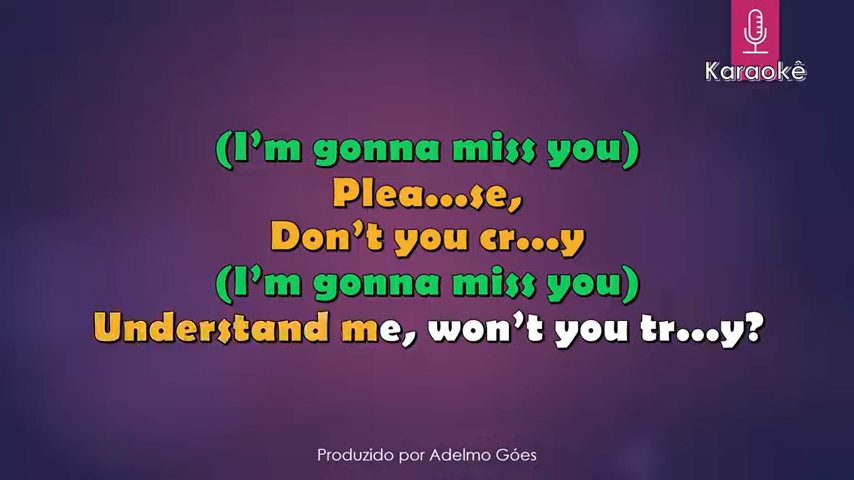 Karaokê
(I'm gonna miss you)
Plea...se,
Don't you cr...y
(I'm gonna miss you)
Understand me, won't you tr...y?
Produzido por Adelmo Góes